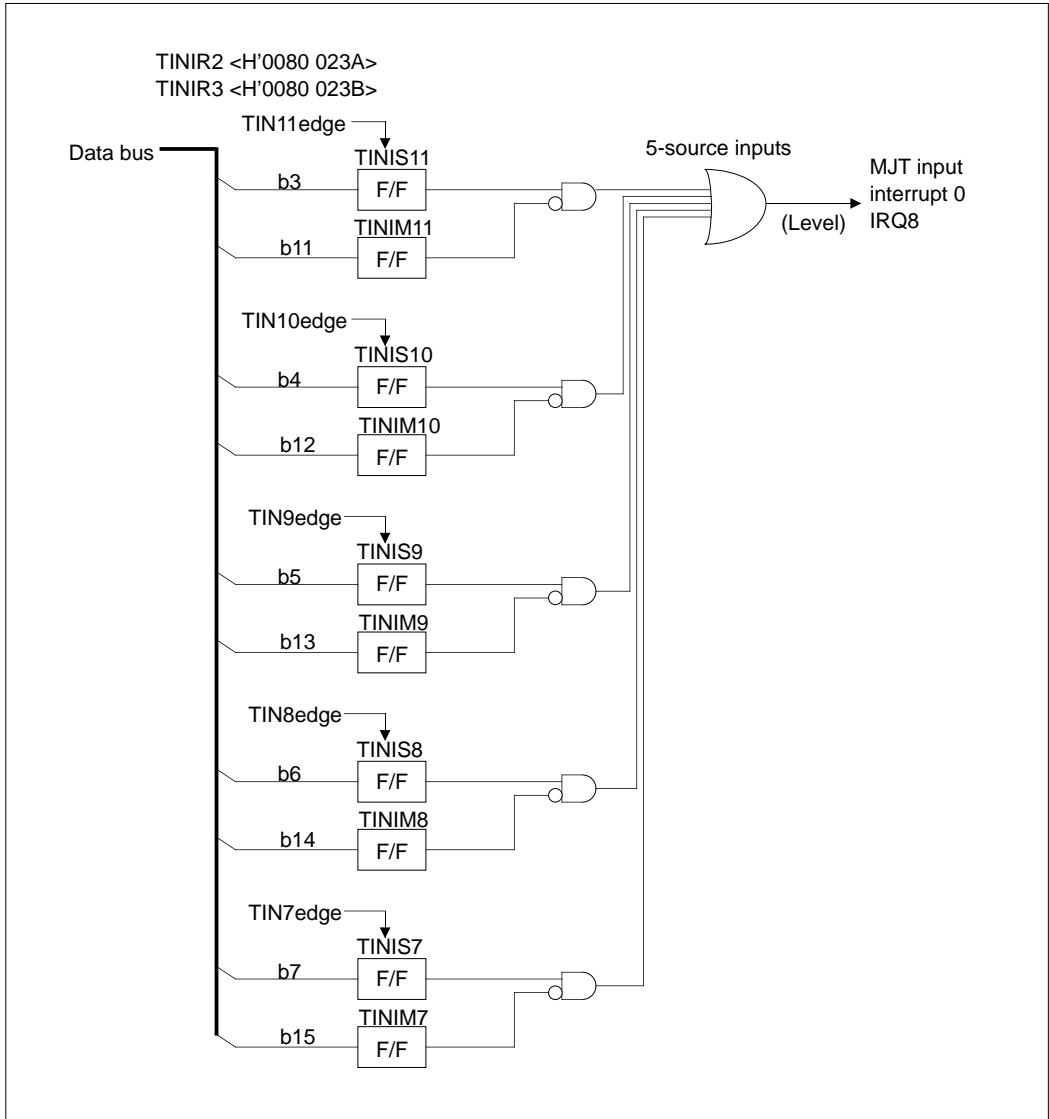 TINIR2 <H'0080 023A>
TINIR3 <H'0080 023B>
TIN11edge
Data bus
TINIS11
b3
F/F
TINIM11
b11
F/F
5-source inputs
MJT input
interrupt 0
IRQ8
(Level)
TIN10edge
TINIS10
b4
F/F
TINIM10
b12
F/F
TIN9edge
TINIS9
b5
F/F
TINIM9
b13
F/F
TIN8edge
TINIS8
b6
F/F
TINIM8
b14
F/F
TIN7edge
TINIS7
b7
F/F
TINIM7
b15
F/F